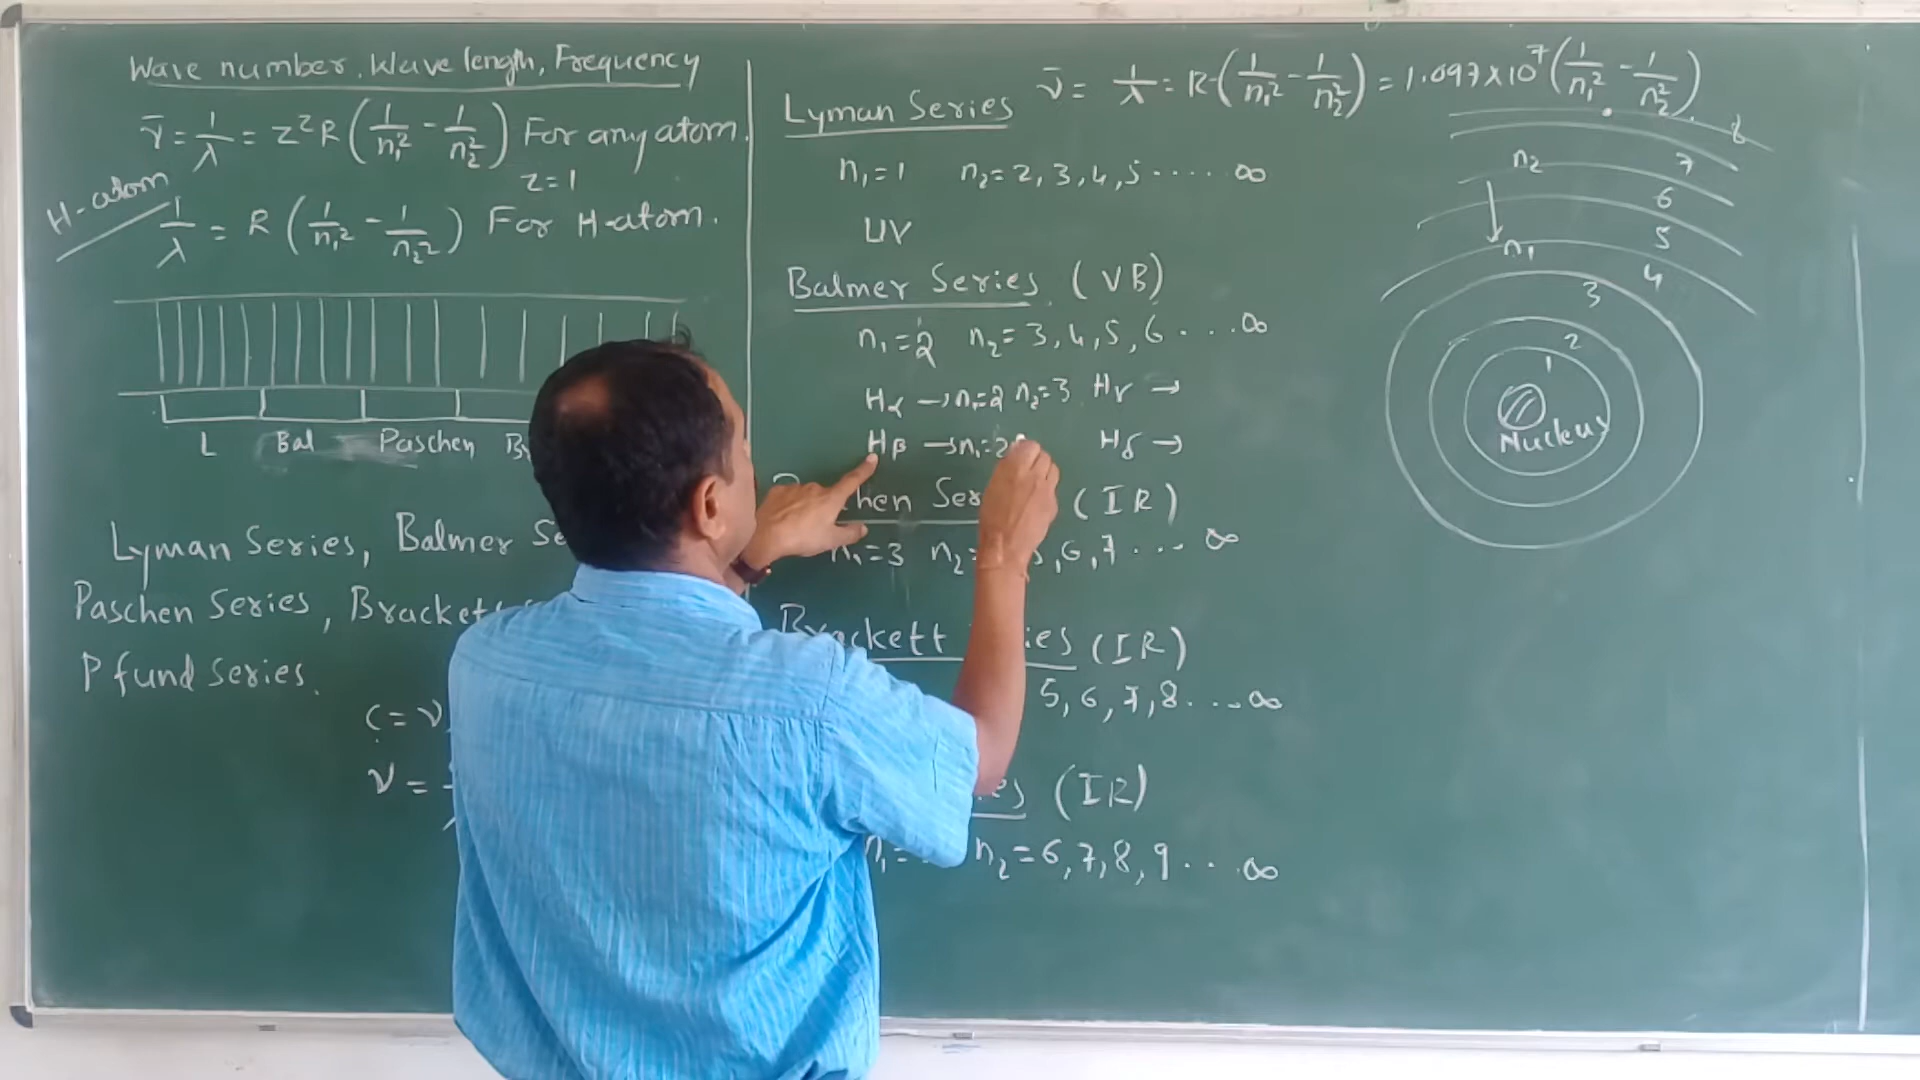 Wave number, Wave length, Frequency
ν̄ = 1/λ = Z²R(1/n₁² - 1/n₂²) For any atom.
Z=1
H-atom
1/λ = R(1/n₁² - 1/n₂²) For H-atom.
L Bal Paschen
Lyman Series, Balmer
Paschen Series,
Pfund Series.
C = ν
ν =
Lyman Series ν̄ = 1/λ = R(1/n₁² - 1/n₂²) = 1.097×10⁷(1/n₁² - 1/n₂²).
n₁=1 n₂=2,3,4,5.....∞
UV
Balmer Series. (VB)
n₁=2 n₂=3,4,5,6....∞
Hα →n₁=2 n₂=3 Hγ →
Hβ →n₁=2 Hδ →
(IR)
n₁=3 n₂= ,6,7...∞
(IR)
5,6,7,8...∞
(IR)
n₂=6,7,8,9...∞
8
n₂ 7
6
5
n₁
4
3
2
1
Nucleus